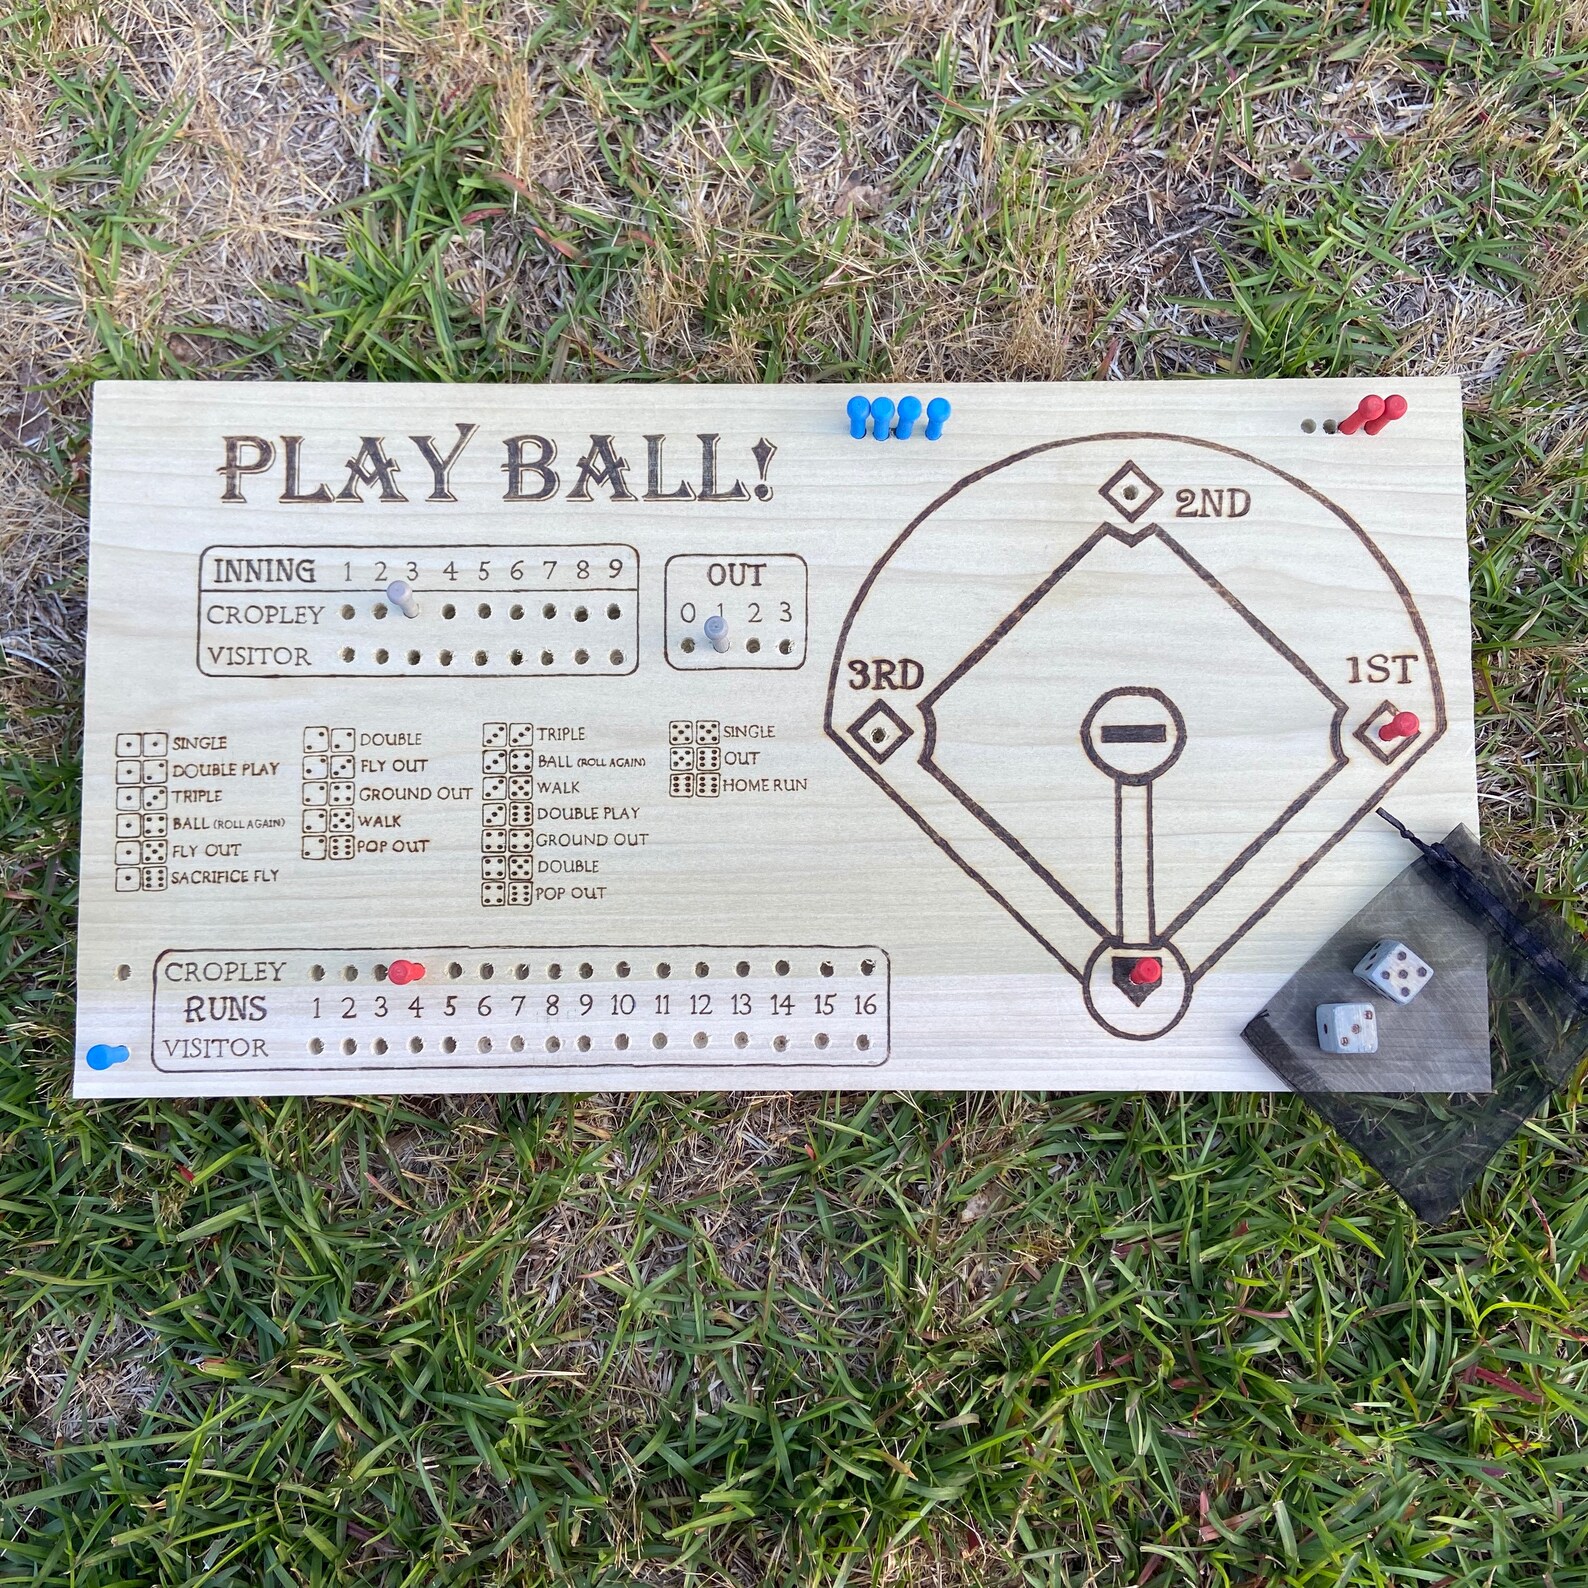 PLAY BALL!
INNING 1 2 3 4 5 6 7 8 9
CROPLEY
VISITOR
OUT
0 1 2 3
2ND
3RD
1ST
SINGLE
DOUBLE PLAY
TRIPLE
BALL (ROLL AGAIN)
FLY OUT
SACRIFICE FLY
DOUBLE
FLY OUT
GROUND OUT
WALK
POP OUT
TRIPLE
BALL (ROLL AGAIN)
WALK
DOUBLE PLAY
GROUND OUT
DOUBLE
POP OUT
SINGLE
OUT
HOME RUN
CROPLEY
RUNS 1 2 3 4 5 6 7 8 9 10 11 12 13 14 15 16
VISITOR